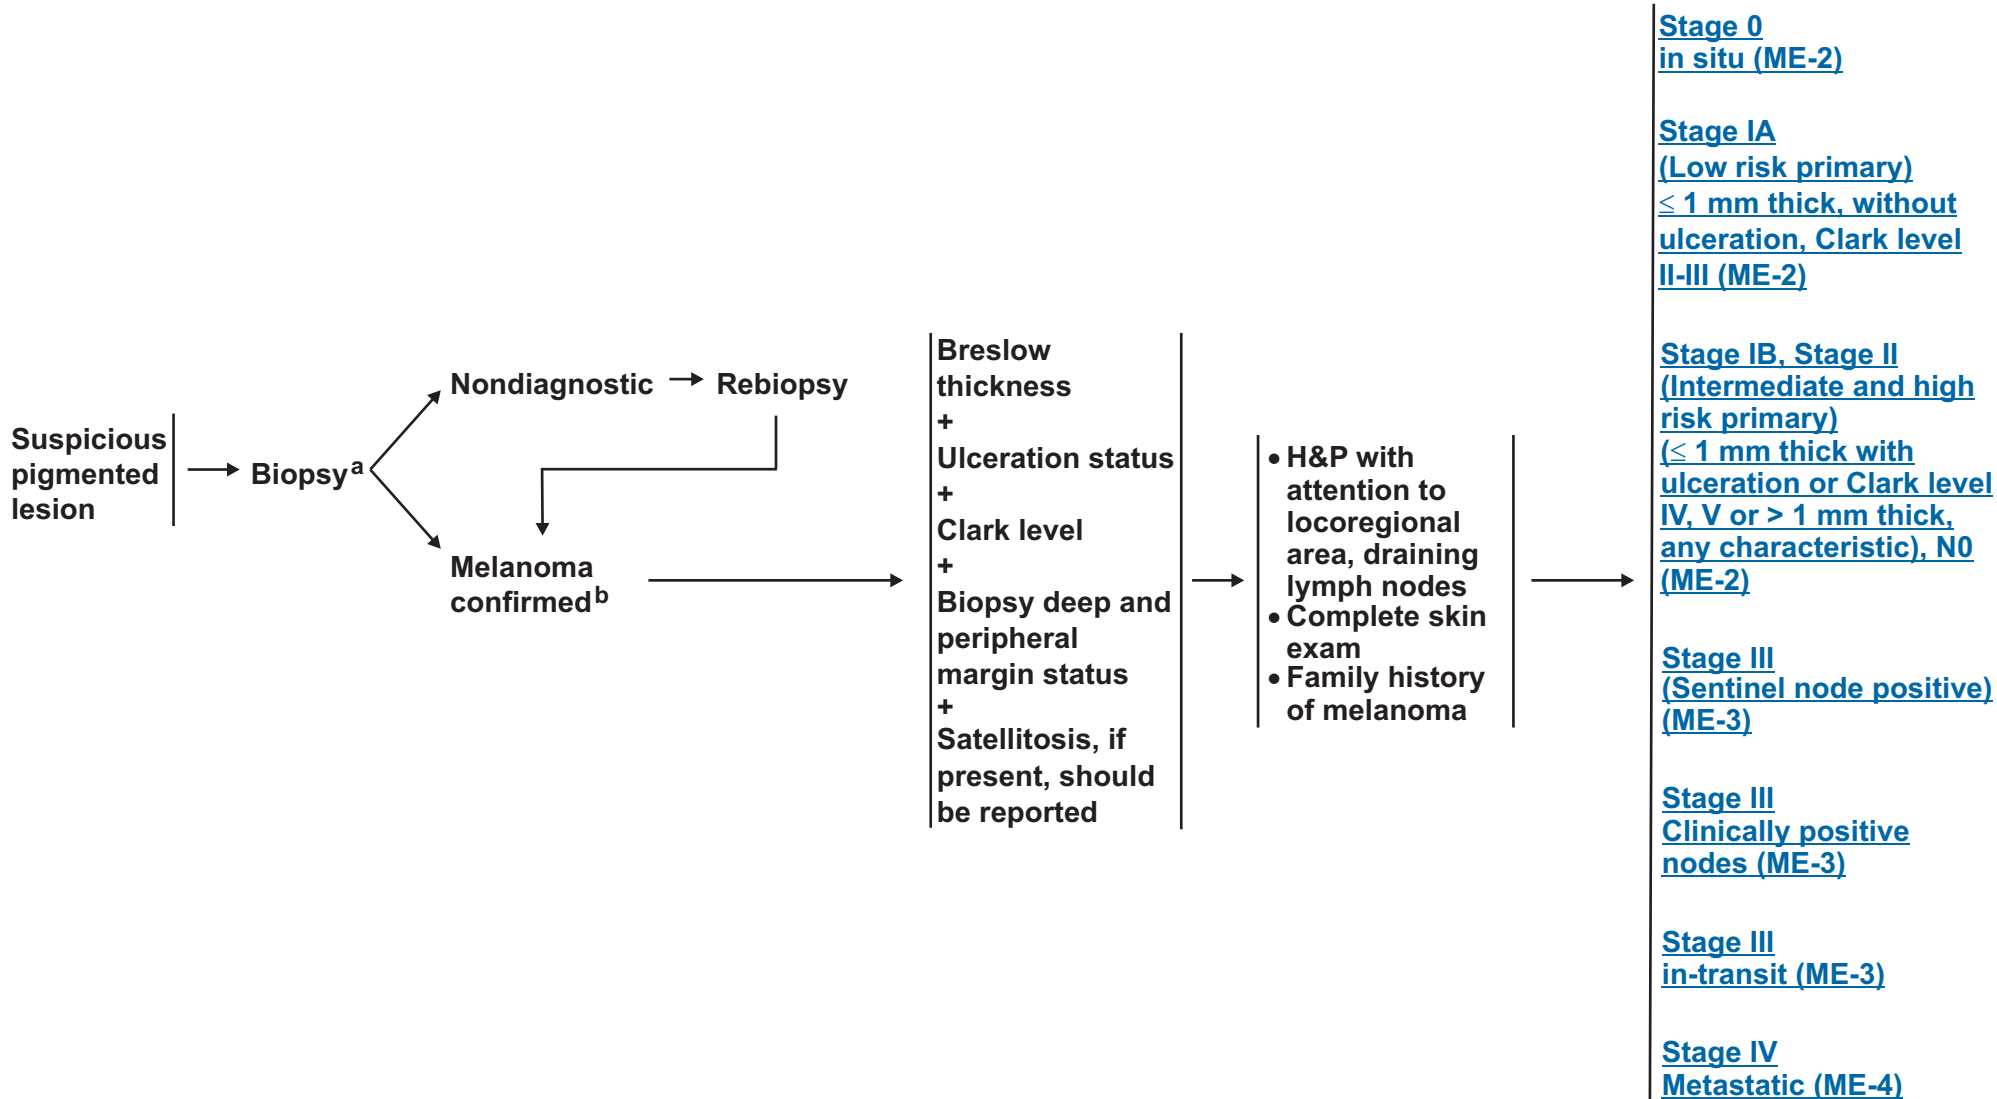 Suspicious
pigmented
lesion
Biopsy a
Nondiagnostic
Rebiopsy
Melanoma
confirmed b
Breslow
thickness
+
Ulceration status
+
Clark level
+
Biopsy deep and
peripheral
margin status
+
Satellitosis, if
present, should
be reported
• H&P with
attention to
locoregional
area, draining
lymph nodes
• Complete skin
exam
• Family history
of melanoma
Stage 0
in situ (ME-2)
Stage IA
(Low risk primary)
≤ 1 mm thick, without
ulceration, Clark level
II-III (ME-2)
Stage IB, Stage II
(Intermediate and high
risk primary)
(≤ 1 mm thick with
ulceration or Clark level
IV, V or > 1 mm thick,
any characteristic), N0
(ME-2)
Stage III
(Sentinel node positive)
(ME-3)
Stage III
Clinically positive
nodes (ME-3)
Stage III
in-transit (ME-3)
Stage IV
Metastatic (ME-4)